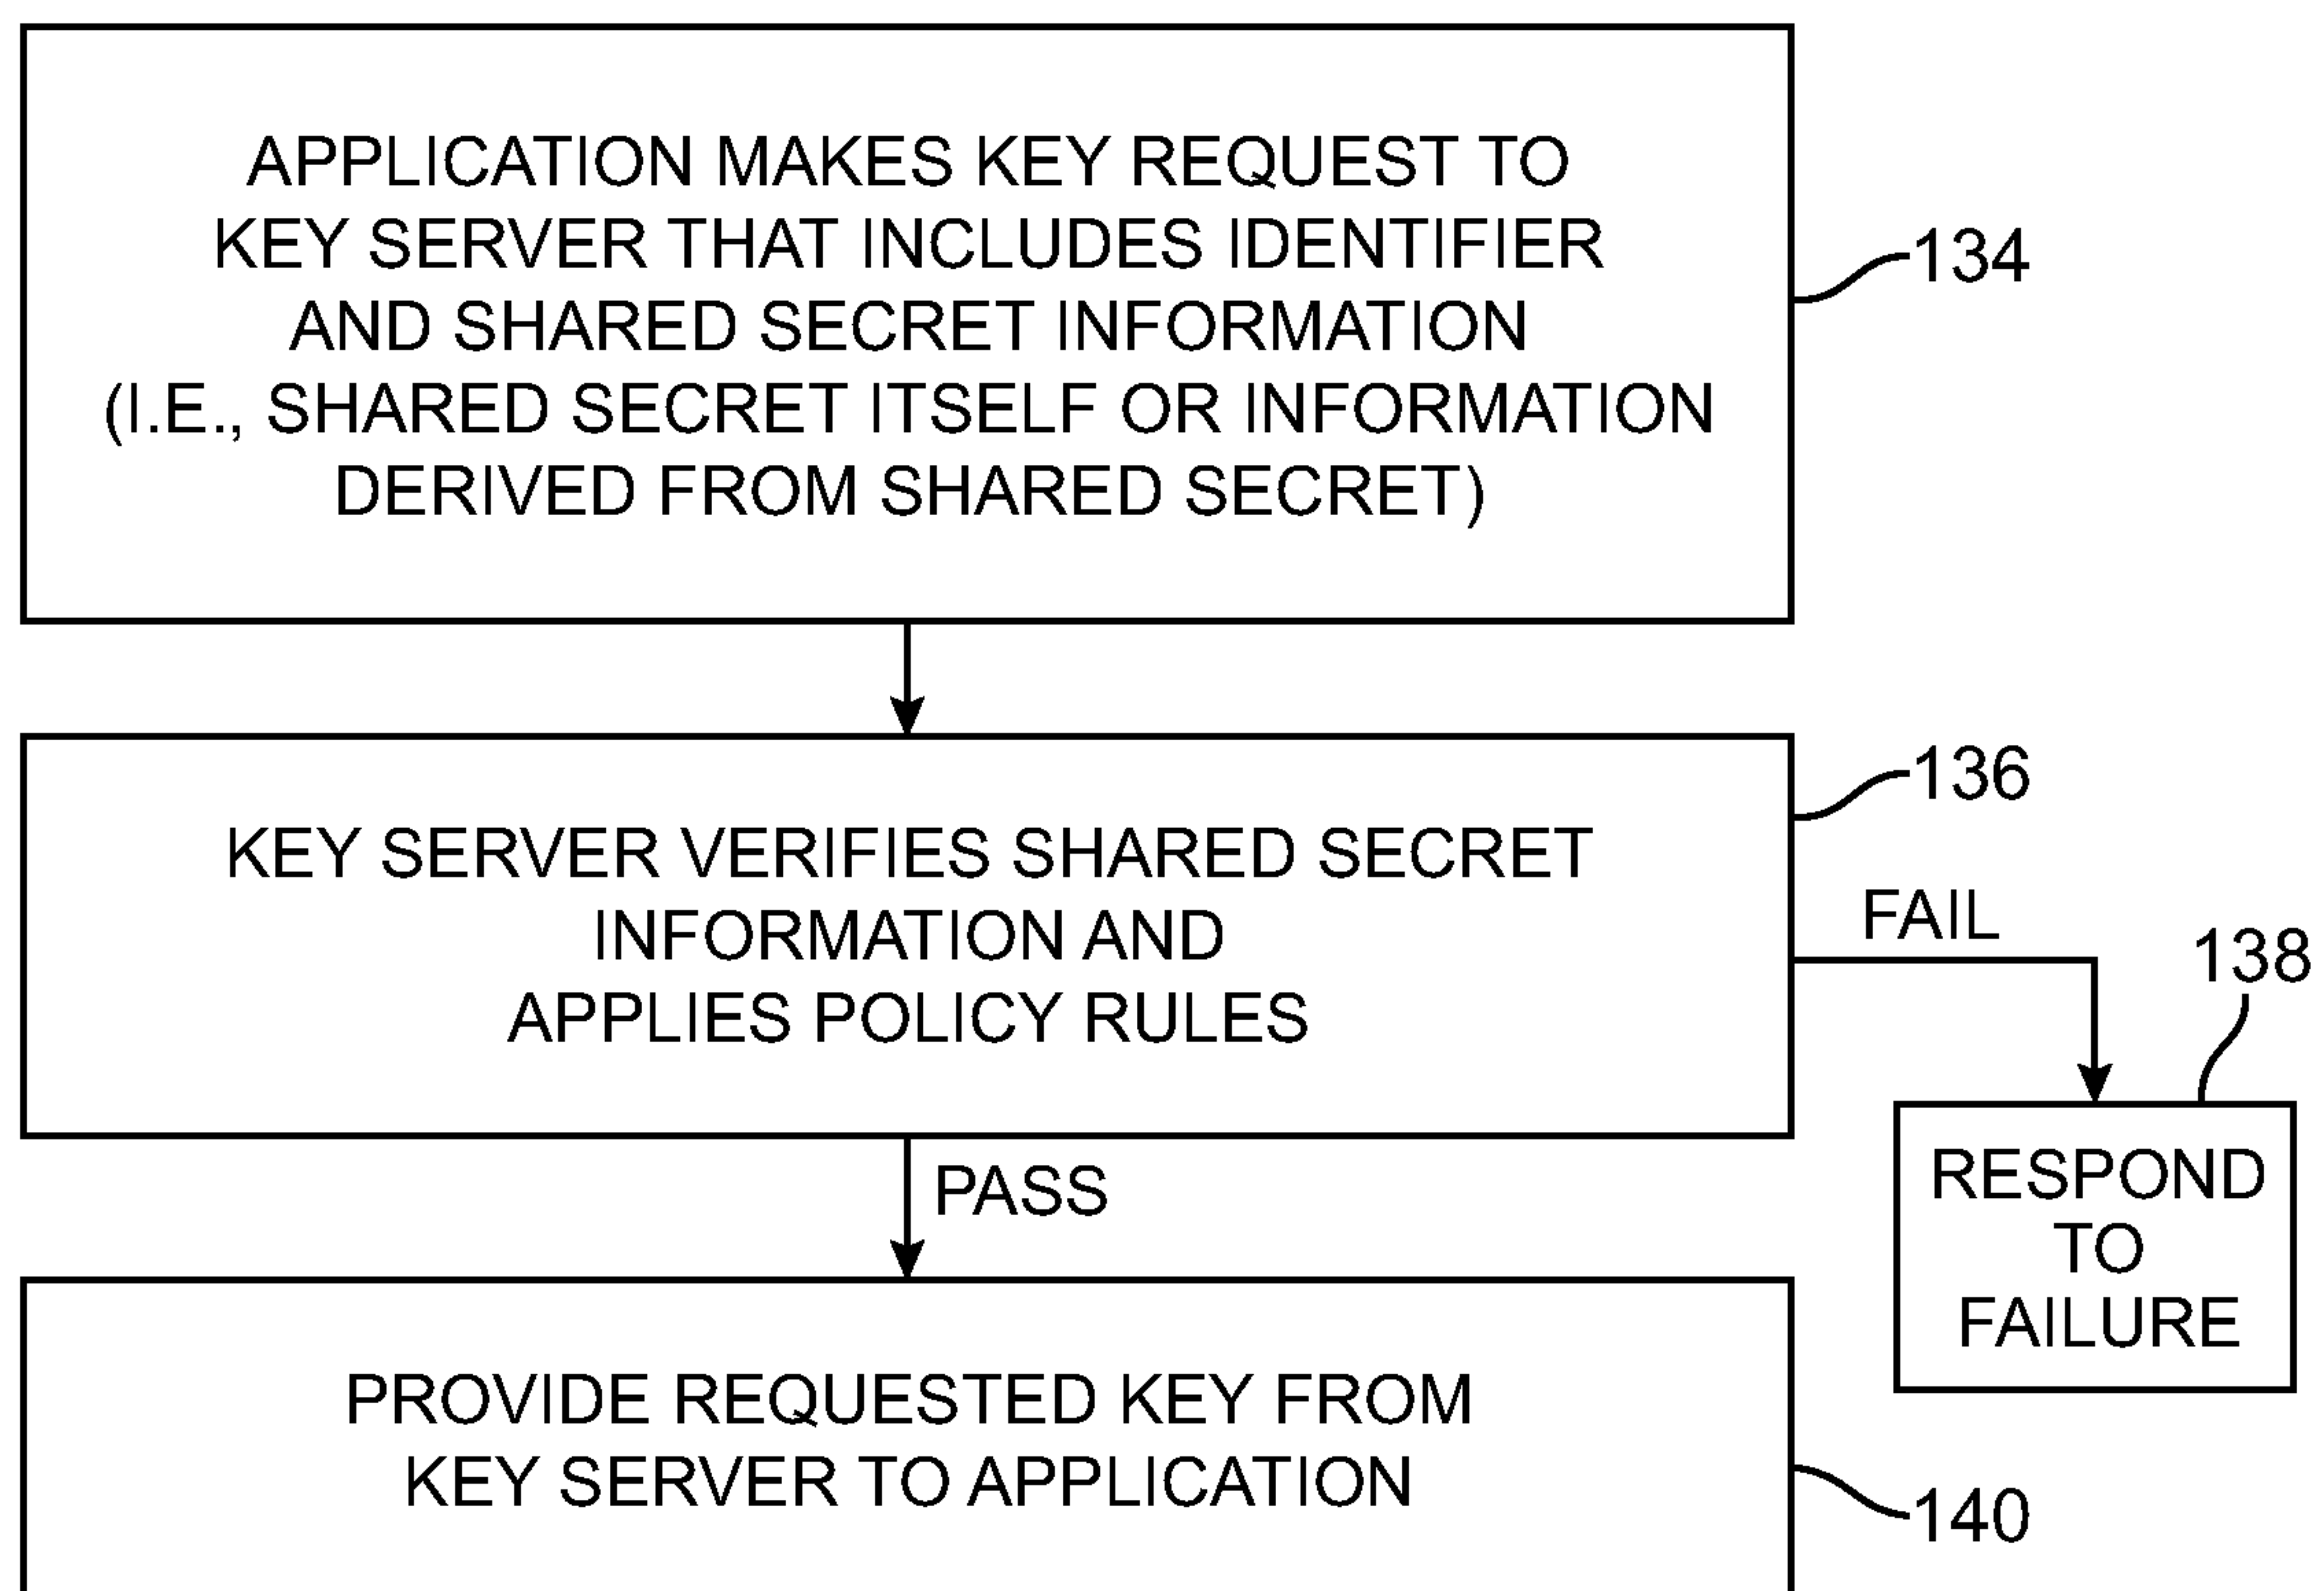 APPLICATION MAKES KEY REQUEST TO
KEY SERVER THAT INCLUDES IDENTIFIER
AND SHARED SECRET INFORMATION
(I.E., SHARED SECRET ITSELF OR INFORMATION
DERIVED FROM SHARED SECRET)
134
KEY SERVER VERIFIES SHARED SECRET
INFORMATION AND
APPLIES POLICY RULES
136
FAIL
138
RESPOND
TO
FAILURE
PASS
PROVIDE REQUESTED KEY FROM
KEY SERVER TO APPLICATION
140